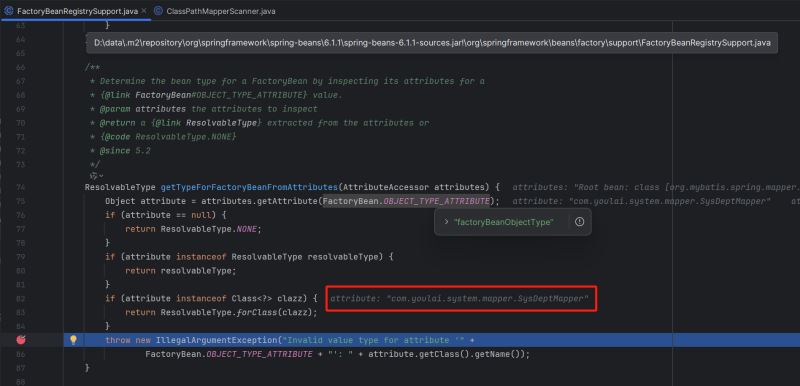 FactoryBeanRegistrySupport.java × ClassPathMapperScanner.java
63 }
64 }
D:\data\.m2\repository\org\springframework\spring-beans\6.1.1\spring-beans-6.1.1-sources.jar!\org\springframework\beans\factory\support\FactoryBeanRegistrySupport.java
66 /**
67 * Determine the bean type for a FactoryBean by inspecting its attributes for a
68 * {@link FactoryBean#OBJECT_TYPE_ATTRIBUTE} value.
69 * @param attributes the attributes to inspect
70 * @return a {@link ResolvableType} extracted from the attributes or
71 * {@code ResolvableType.NONE}
72 * @since 5.2
73 */
74 ResolvableType getTypeForFactoryBeanFromAttributes(AttributeAccessor attributes) { attributes: "Root bean: class [org.mybatis.spring.mapper.
75 Object attribute = attributes.getAttribute(FactoryBean.OBJECT_TYPE_ATTRIBUTE); attribute: "com.youlai.system.mapper.SysDeptMapper" att
76 if (attribute == null) {
77 return ResolvableType.NONE;
> "factoryBeanObjectType"
78 }
79 if (attribute instanceof ResolvableType resolvableType) {
80 return resolvableType;
81 }
82 if (attribute instanceof Class<?> clazz) { attribute: "com.youlai.system.mapper.SysDeptMapper"
83 return ResolvableType.forClass(clazz);
84 }
throw new IllegalArgumentException("Invalid value type for attribute '" +
86 FactoryBean.OBJECT_TYPE_ATTRIBUTE + "': " + attribute.getClass().getName());
87 }